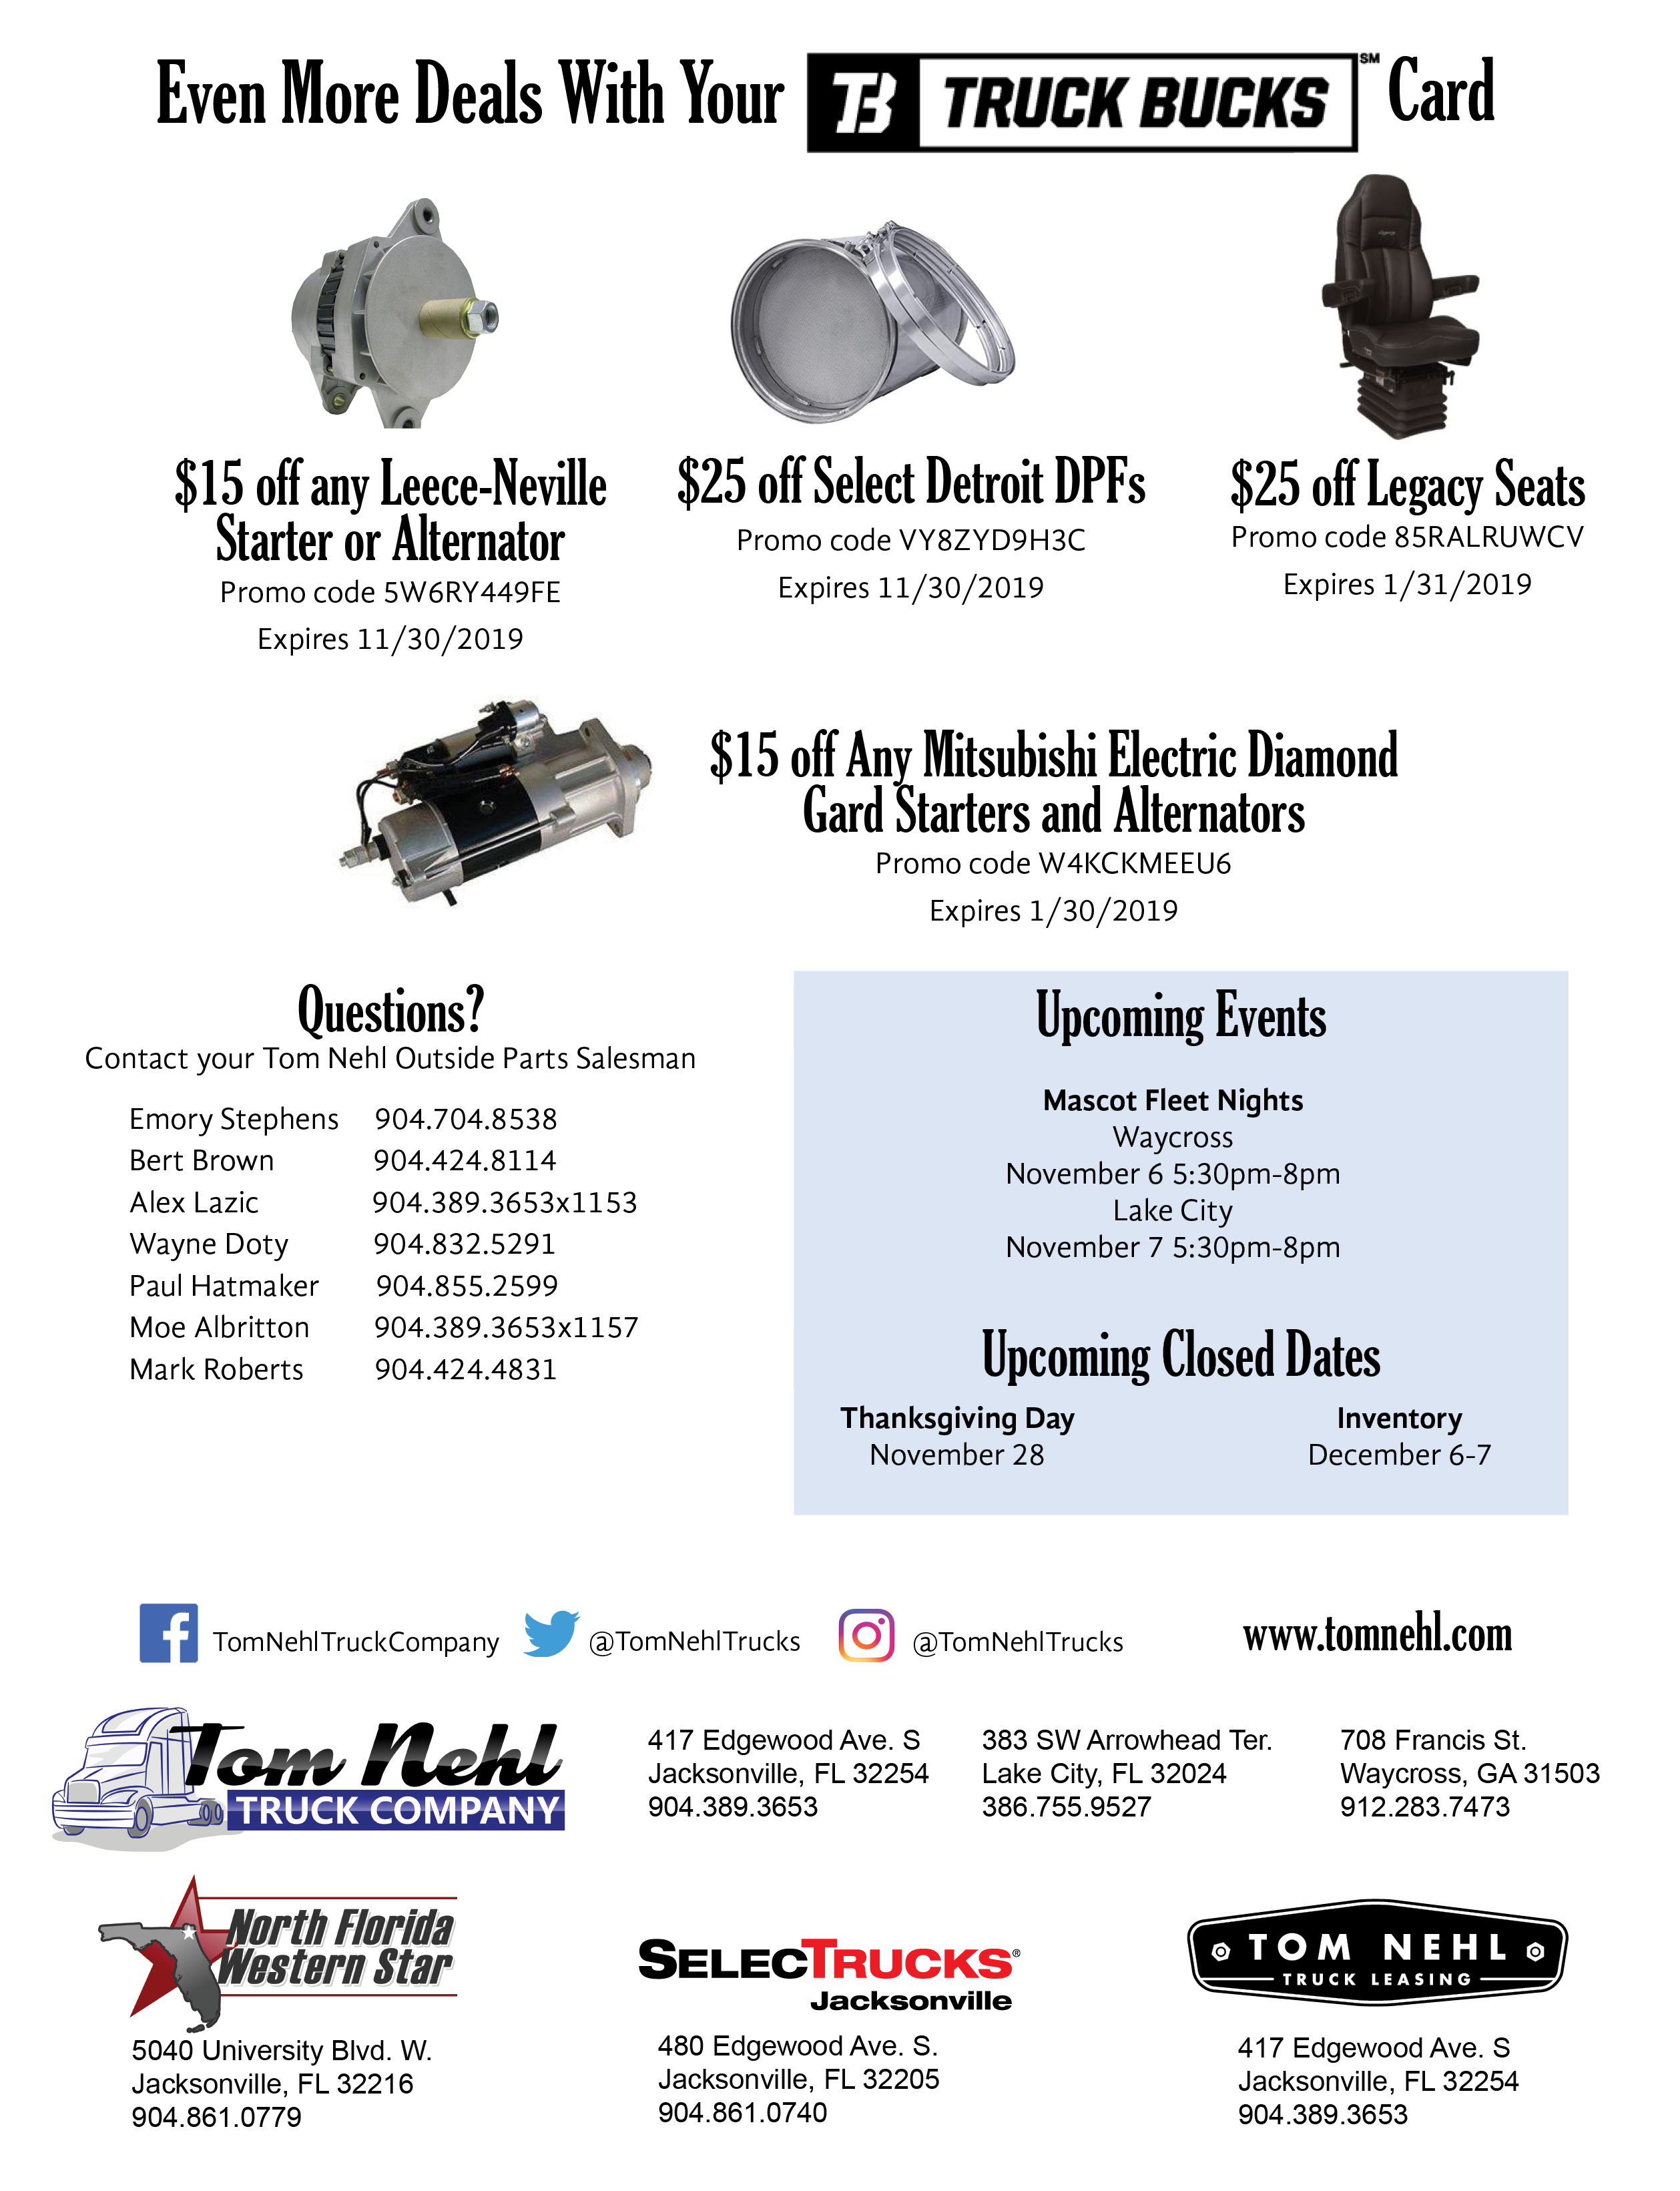 Even More Deals With Your TB TRUCK BUCKS℠ Card
$15 off any Leece-Neville
Starter or Alternator
Promo code 5W6RY449FE
Expires 11/30/2019
$25 off Select Detroit DPFs
Promo code VY8ZYD9H3C
Expires 11/30/2019
$25 off Legacy Seats
Promo code 85RALRUWCV
Expires 1/31/2019
$15 off Any Mitsubishi Electric Diamond
Gard Starters and Alternators
Promo code W4KCKMEEU6
Expires 1/30/2019
Questions?
Contact your Tom Nehl Outside Parts Salesman
Emory Stephens 904.704.8538
Bert Brown 904.424.8114
Alex Lazic 904.389.3653x1153
Wayne Doty 904.832.5291
Paul Hatmaker 904.855.2599
Moe Albritton 904.389.3653x1157
Mark Roberts 904.424.4831
Upcoming Events
Mascot Fleet Nights
Waycross
November 6 5:30pm-8pm
Lake City
November 7 5:30pm-8pm
Upcoming Closed Dates
Thanksgiving Day
November 28
Inventory
December 6-7
TomNehlTruckCompany @TomNehlTrucks @TomNehlTrucks www.tomnehl.com
Tom Nehl
TRUCK COMPANY
417 Edgewood Ave. S
Jacksonville, FL 32254
904.389.3653
383 SW Arrowhead Ter.
Lake City, FL 32024
386.755.9527
708 Francis St.
Waycross, GA 31503
912.283.7473
North Florida
Western Star
5040 University Blvd. W.
Jacksonville, FL 32216
904.861.0779
SELECTRUCKS®
Jacksonville
480 Edgewood Ave. S.
Jacksonville, FL 32205
904.861.0740
TOM NEHL
TRUCK LEASING
417 Edgewood Ave. S
Jacksonville, FL 32254
904.389.3653